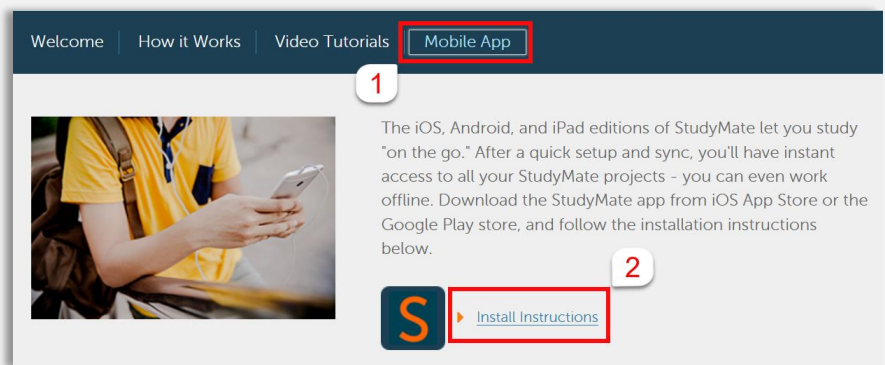 Welcome How it Works Video Tutorials Mobile App
1
The iOS, Android, and iPad editions of StudyMate let you study
"on the go." After a quick setup and sync, you'll have instant
access to all your StudyMate projects - you can even work
offline. Download the StudyMate app from iOS App Store or the
Google Play store, and follow the installation instructions
below.
2
S
Install Instructions